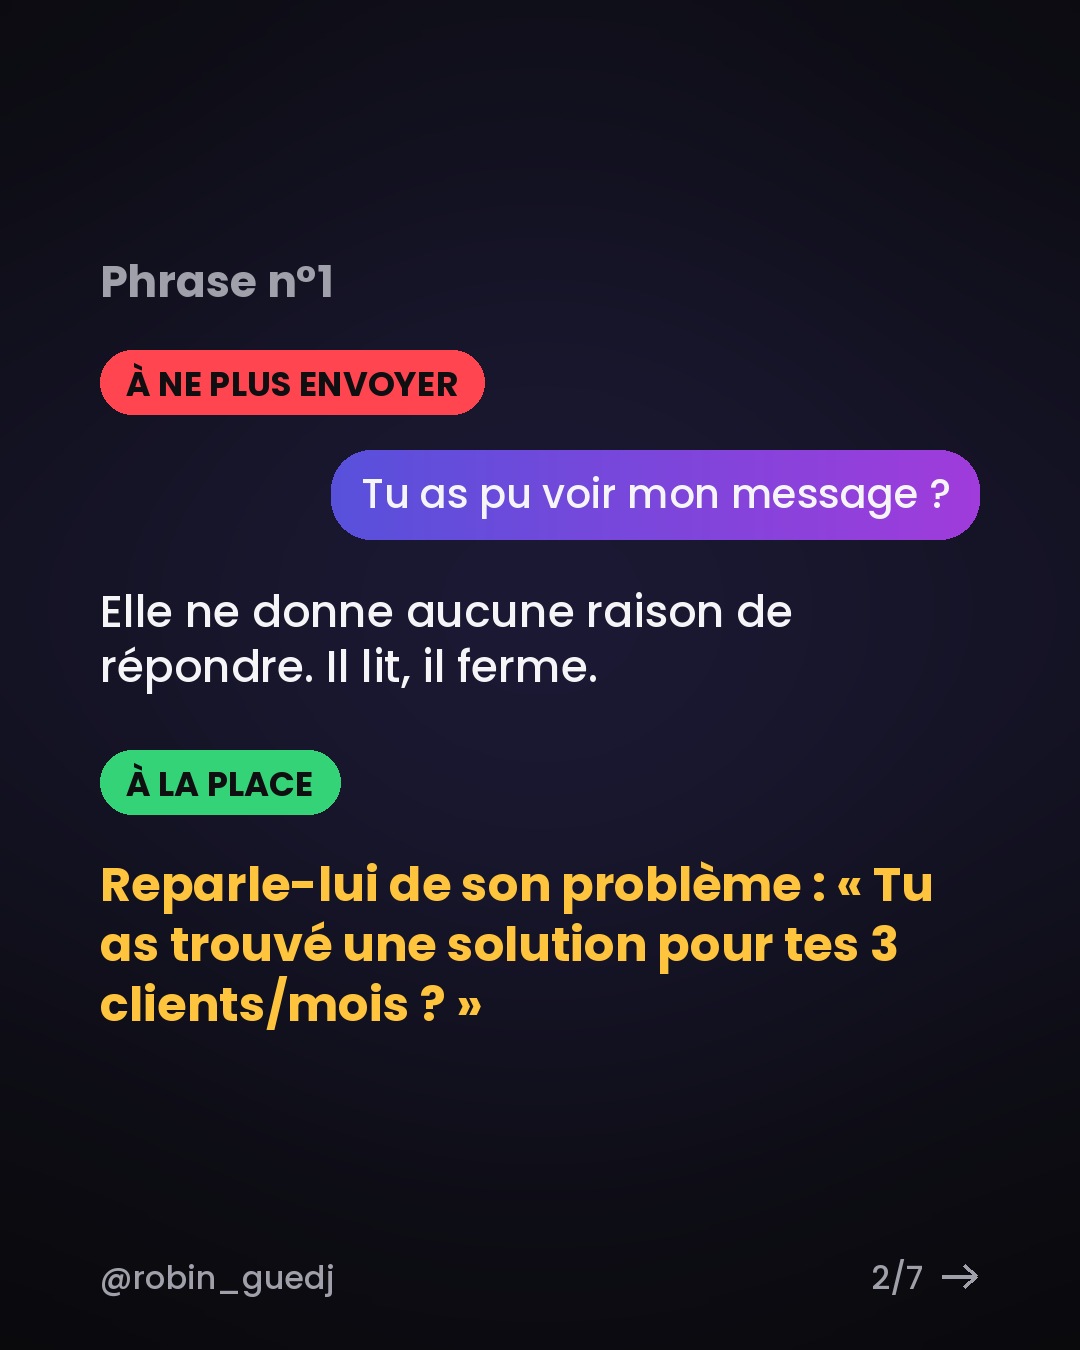 Phrase n°1
À NE PLUS ENVOYER
Tu as pu voir mon message ?
Elle ne donne aucune raison de
répondre. Il lit, il ferme.
À LA PLACE
Reparle-lui de son problème : « Tu
as trouvé une solution pour tes 3
clients/mois ? »
@robin_guedj
2/7 →